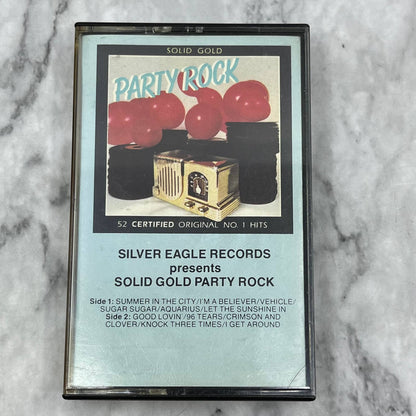 SOLID GOLD
PARTY ROCK
52 CERTIFIED ORIGINAL NO. 1 HITS
SILVER EAGLE RECORDS
presents
SOLID GOLD PARTY ROCK
Side 1: SUMMER IN THE CITY/I'M A BELIEVER/VEHICLE/
SUGAR SUGAR/AQUARIUS/LET THE SUNSHINE IN
Side 2: GOOD LOVIN'/96 TEARS/CRIMSON AND
CLOVER/KNOCK THREE TIMES/I GET AROUND